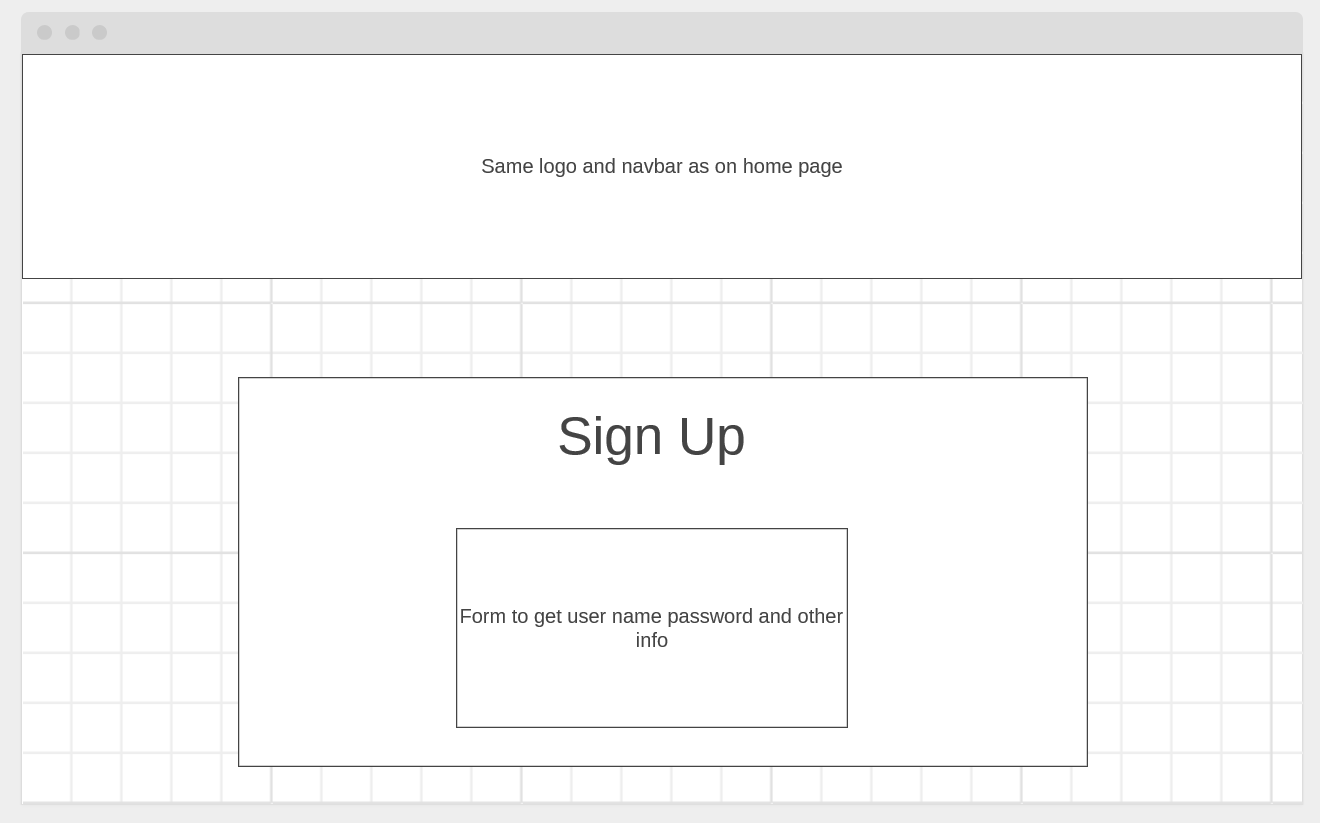 Same logo and navbar as on home page
Sign Up
Form to get user name password and other
info